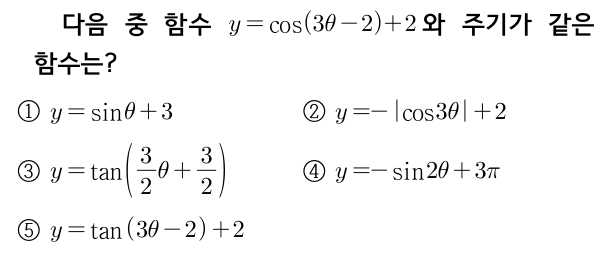 다음 중 함수 y=cos(3θ−2)+2와 주기가 같은
함수는?
① y=sinθ+3 ② y=−|cos3θ|+2
③ y=tan(3/2θ+3/2) ④ y=−sin2θ+3π
⑤ y=tan(3θ−2)+2